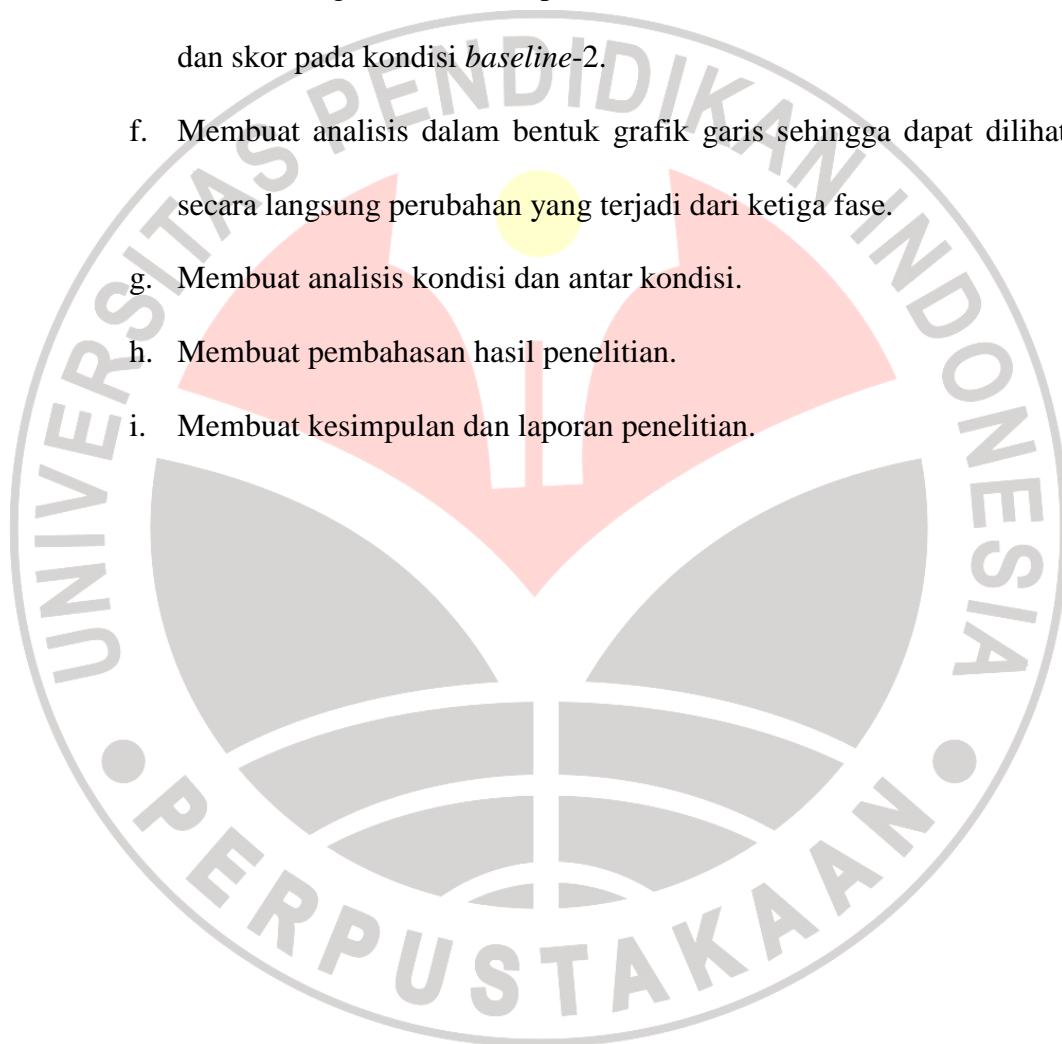 dan skor pada kondisi baseline-2.
f. Membuat analisis dalam bentuk grafik garis sehingga dapat dilihat
secara langsung perubahan yang terjadi dari ketiga fase.
g. Membuat analisis kondisi dan antar kondisi.
h. Membuat pembahasan hasil penelitian.
i. Membuat kesimpulan dan laporan penelitian.
UNIVERSITAS PENDIDIKAN INDONESIA
PERPUSTAKAAN